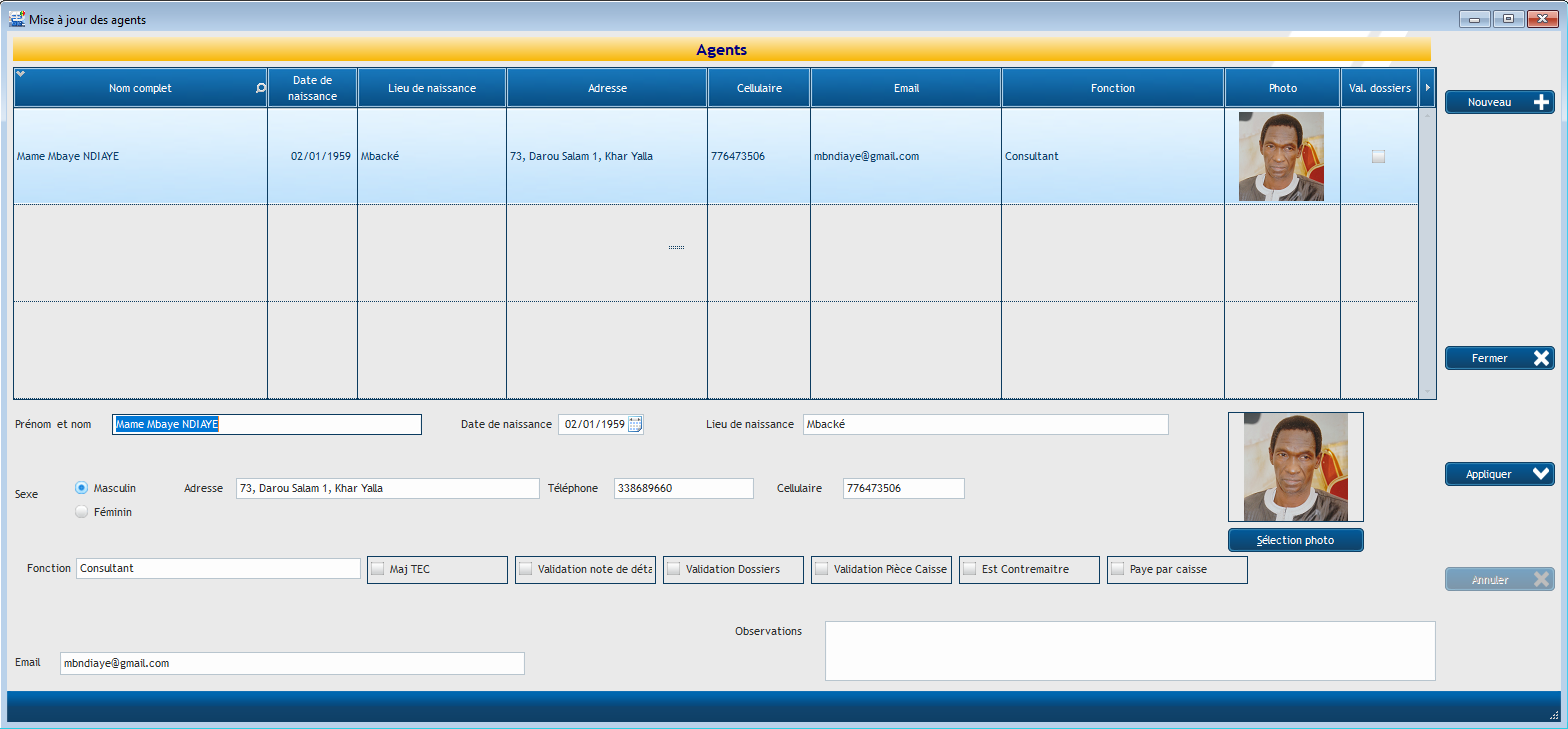 Mise à jour des agents
Agents
Nom complet
Date de
naissance
Lieu de naissance
Adresse
Cellulaire
Email
Fonction
Photo
Val. dossiers
Nouveau
Mame Mbaye NDIAYE
02/01/1959
Mbacké
73, Darou Salam 1, Khar Yalla
776473506
mbndiaye@gmail.com
Consultant
Fermer
Prénom et nom
Mame Mbaye NDIAYE
Date de naissance
02/01/1959
Lieu de naissance
Mbacké
Sexe
Masculin
Féminin
Adresse
73, Darou Salam 1, Khar Yalla
Téléphone
338689660
Cellulaire
776473506
Appliquer
Sélection photo
Fonction
Consultant
Maj TEC
Validation note de déta
Validation Dossiers
Validation Pièce Caisse
Est Contremaitre
Paye par caisse
Annuler
Observations
Email
mbndiaye@gmail.com